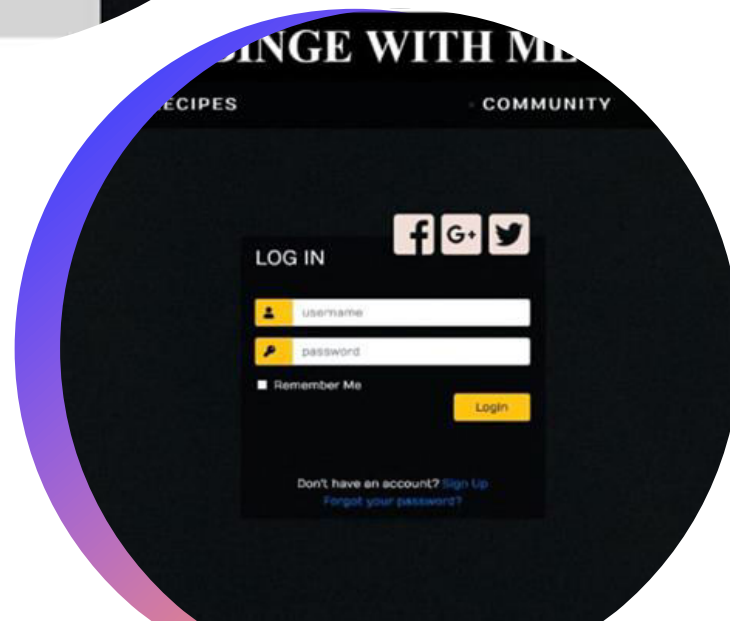 INGE WITH ME
ECIPES
COMMUNITY
G+
LOG IN
username
password
Remember Me
Login
Don't have an account? Sign Up
Forgot your password?